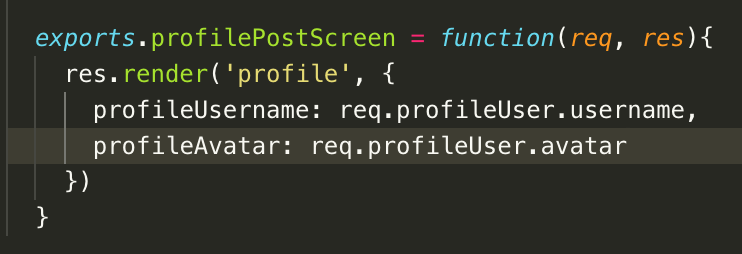 exports.profilePostScreen = function(req, res){
  res.render('profile', {
    profileUsername: req.profileUser.username,
    profileAvatar: req.profileUser.avatar
  })
}